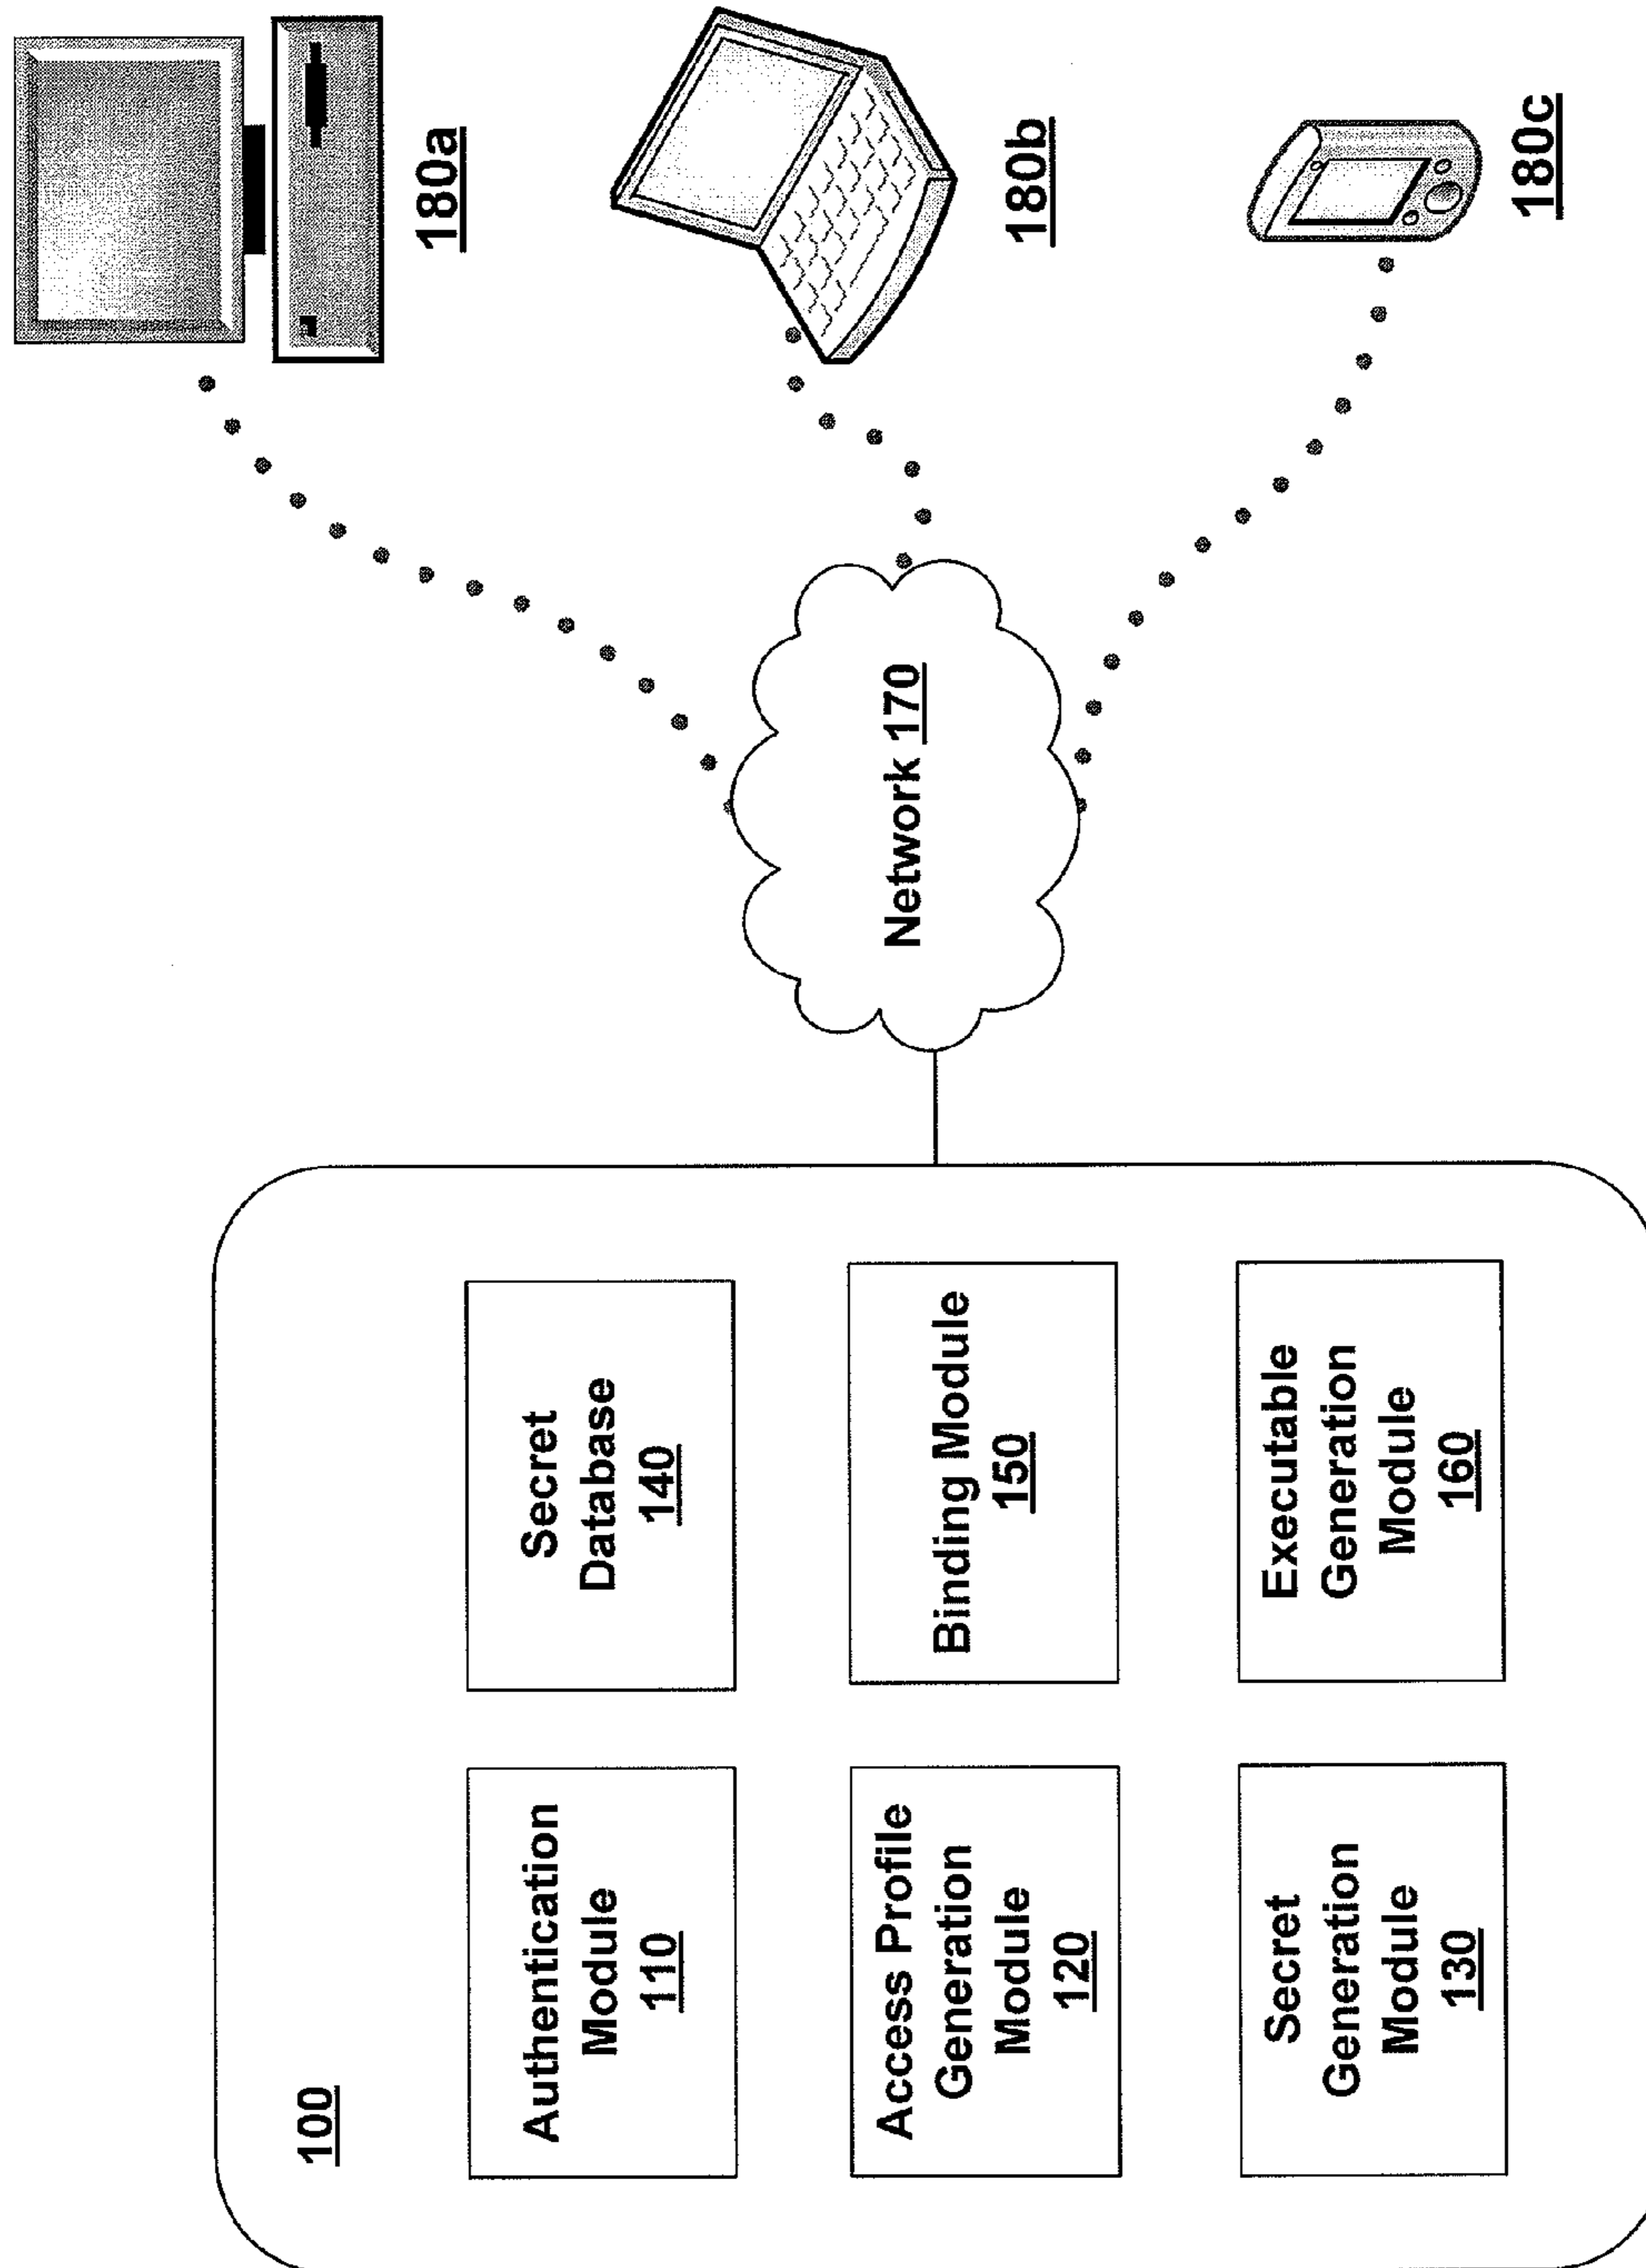 100
Authentication
Module
110
Access Profile
Generation
Module
120
Secret
Generation
Module
130
Secret
Database
140
Binding Module
150
Executable
Generation
Module
160
Network 170
180a
180b
180c